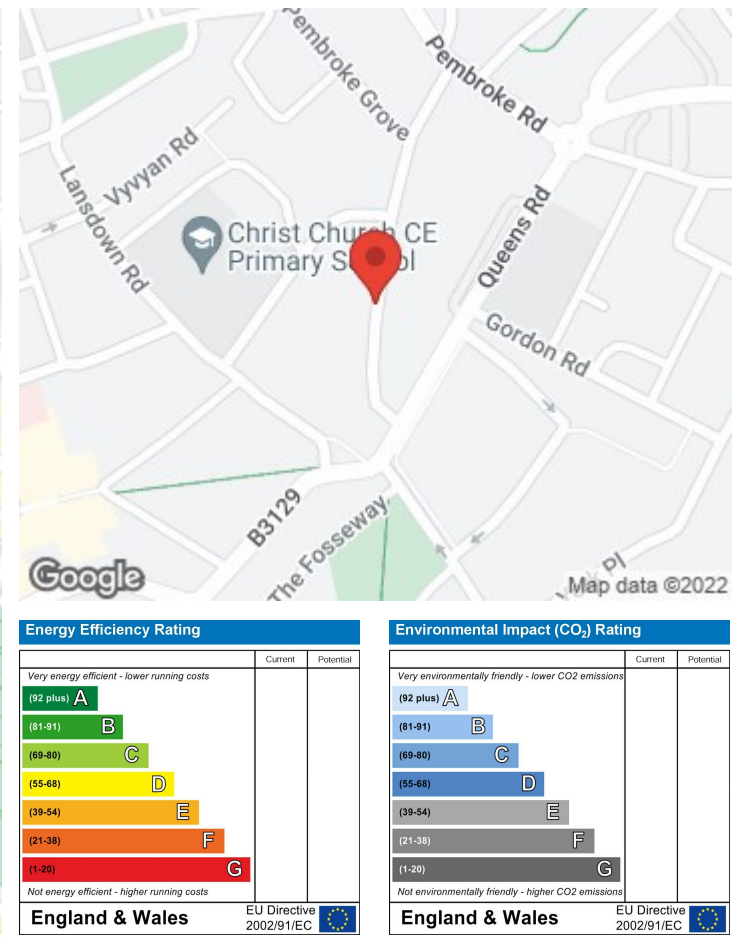 Pembroke Grove
Pembroke Rd
Vyvyan Rd
Lansdown Rd
Christ Church CE
Primary
Queens Rd
Gordon Rd
B3129
The Fosseway
Pl
Google
Map data ©2022
Energy Efficiency Rating
Current Potential
Very energy efficient - lower running costs
(92 plus) A
(81-91) B
(69-80) C
(55-68) D
(39-54) E
(21-38) F
(1-20) G
Not energy efficient - higher running costs
England & Wales
EU Directive
2002/91/EC
Environmental Impact (CO₂) Rating
Current Potential
Very environmentally friendly - lower CO2 emissions
(92 plus) A
(81-91) B
(69-80) C
(55-68) D
(39-54) E
(21-38) F
(1-20) G
Not environmentally friendly - higher CO2 emissions
England & Wales
EU Directive
2002/91/EC